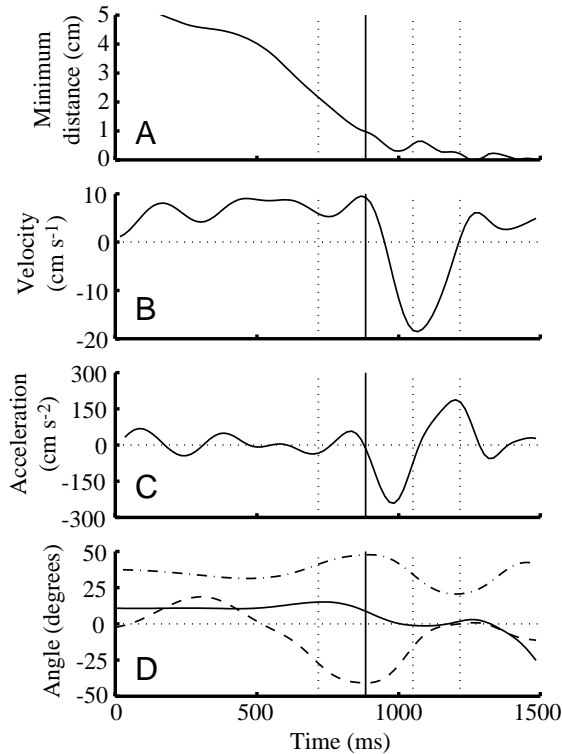 Minimum
distance (cm)
5
4
3
2
1
0
A
Velocity
(cm s-1)
10
0
-10
-20
B
Acceleration
(cm s-2)
300
150
0
-150
-300
C
Angle (degrees)
50
25
0
-25
-50
D
0 500 1000 1500
Time (ms)